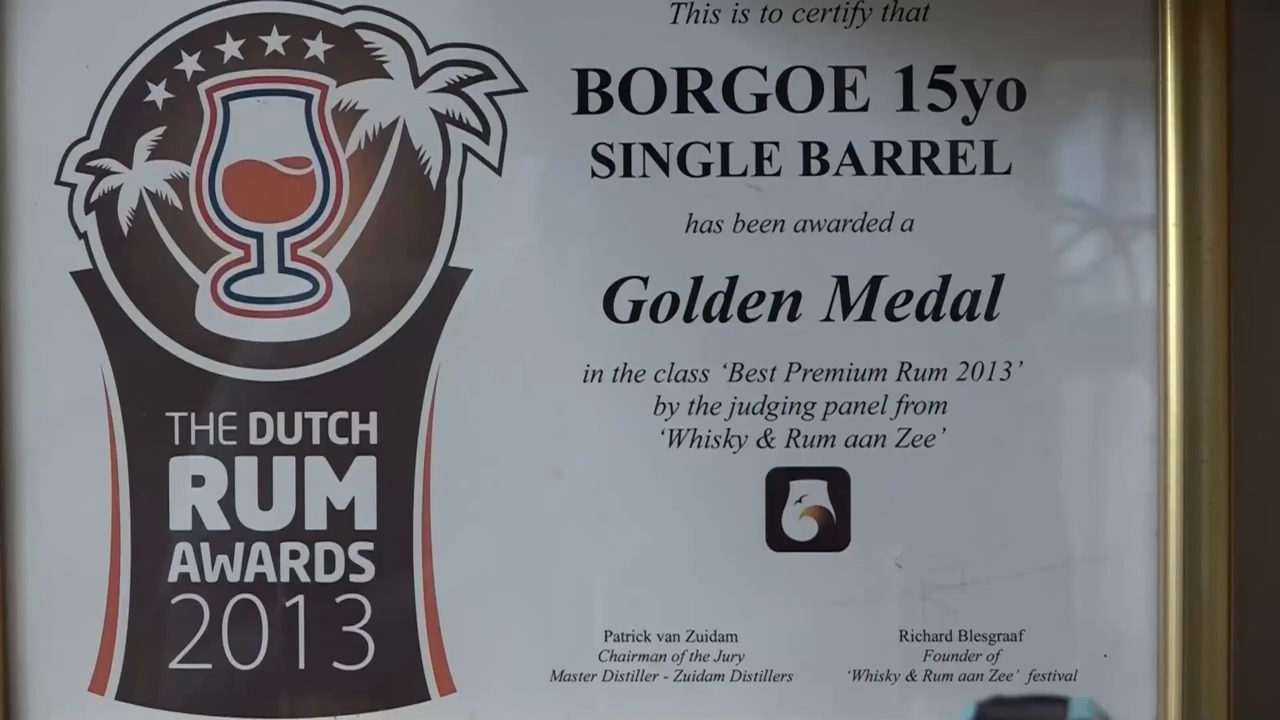 THE DUTCH
RUM
AWARDS
2013
This is to certify that
BORGOE 15yo
SINGLE BARREL
has been awarded a
Golden Medal
in the class ‘Best Premium Rum 2013’
by the judging panel from
‘Whisky & Rum aan Zee’
Patrick van Zuidam
Chairman of the Jury
Master Distiller - Zuidam Distillers
Richard Blesgraaf
Founder of
‘Whisky & Rum aan Zee’ festival